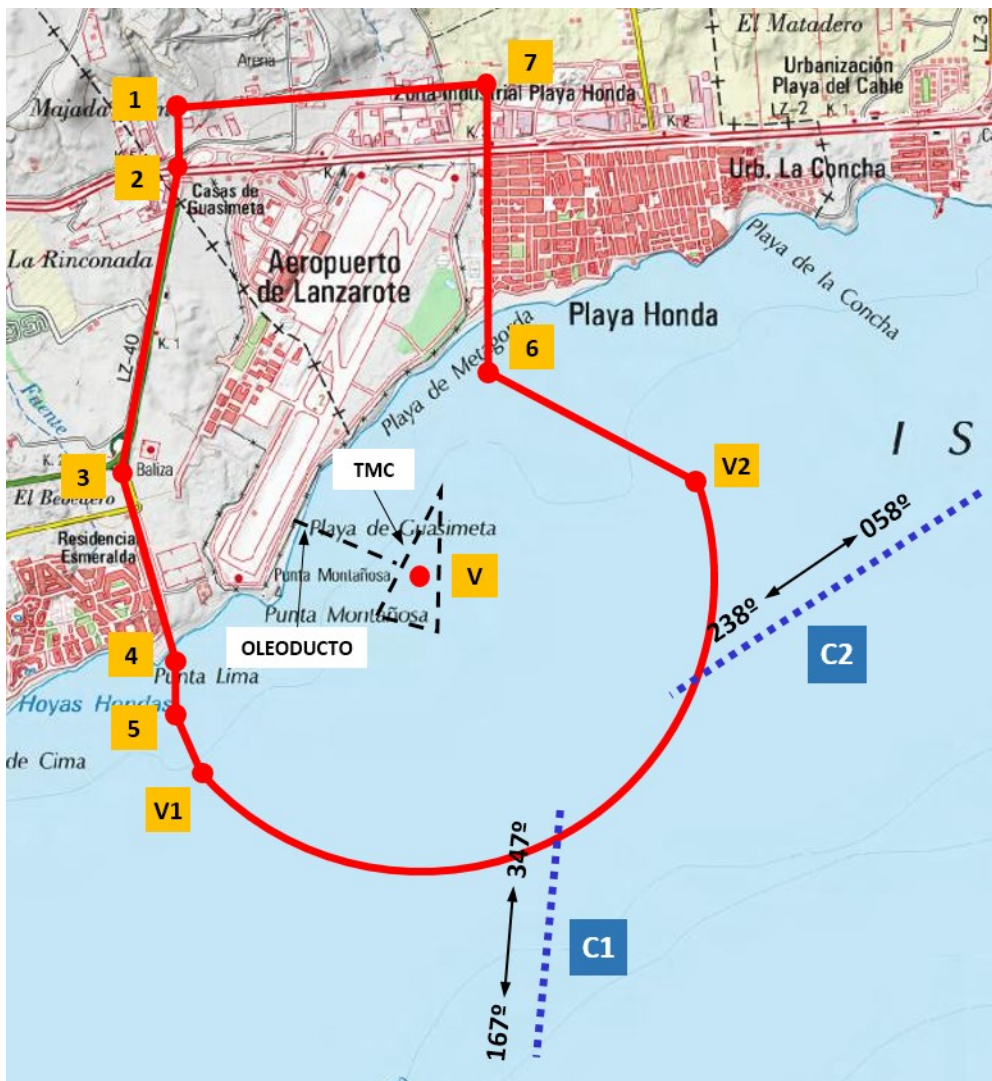 El Matadero
LZ-3
Arena
7
Urbanización
Playa del Cable
1
Majada
Zona Industrial Playa Honda
LZ-2
K. 1
K. 2
2
K. 4
Urb. La Concha
Casas de
Guasimeta
La Rinconada
Aeropuerto
de Lanzarote
Playa de la Concha
Playa Honda
K. 1
LZ-40
6
Playa de Metagorda
Fuente
I S
3
Baliza
TMC
V2
El Bebedero
058º
Playa de Guasimeta
Residencial
Esmeralda
Punta Montañosa
V
Punta Montañosa
238º
OLEODUCTO
C2
4
Punta Lima
Hoyas Hondas
5
de Cima
V1
347º
C1
167º